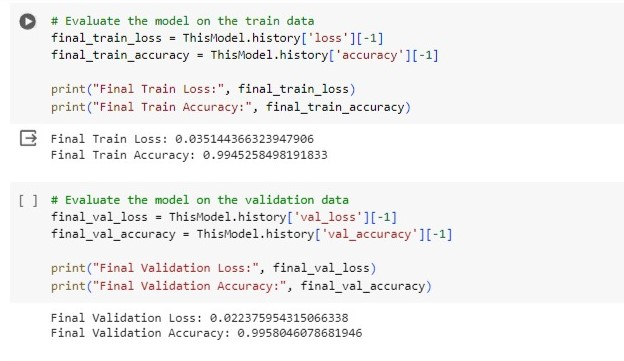 # Evaluate the model on the train data
final_train_loss = ThisModel.history['loss'][-1]
final_train_accuracy = ThisModel.history['accuracy'][-1]
print("Final Train Loss:", final_train_loss)
print("Final Train Accuracy:", final_train_accuracy)
Final Train Loss: 0.035144366323947906
Final Train Accuracy: 0.9945258498191833
[ ] # Evaluate the model on the validation data
final_val_loss = ThisModel.history['val_loss'][-1]
final_val_accuracy = ThisModel.history['val_accuracy'][-1]
print("Final Validation Loss:", final_val_loss)
print("Final Validation Accuracy:", final_val_accuracy)
Final Validation Loss: 0.022375954315066338
Final Validation Accuracy: 0.9958046078681946